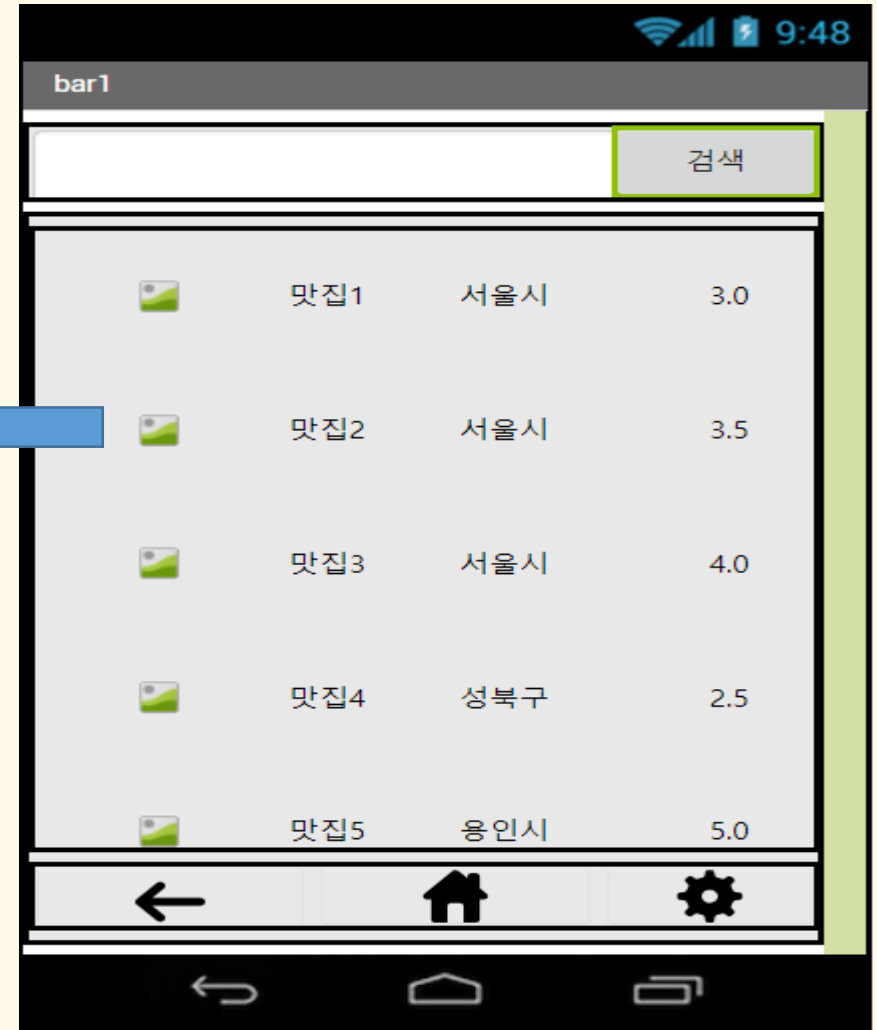 9:48
bar1
검색
맛집1 서울시 3.0
맛집2 서울시 3.5
맛집3 서울시 4.0
맛집4 성북구 2.5
맛집5 용인시 5.0